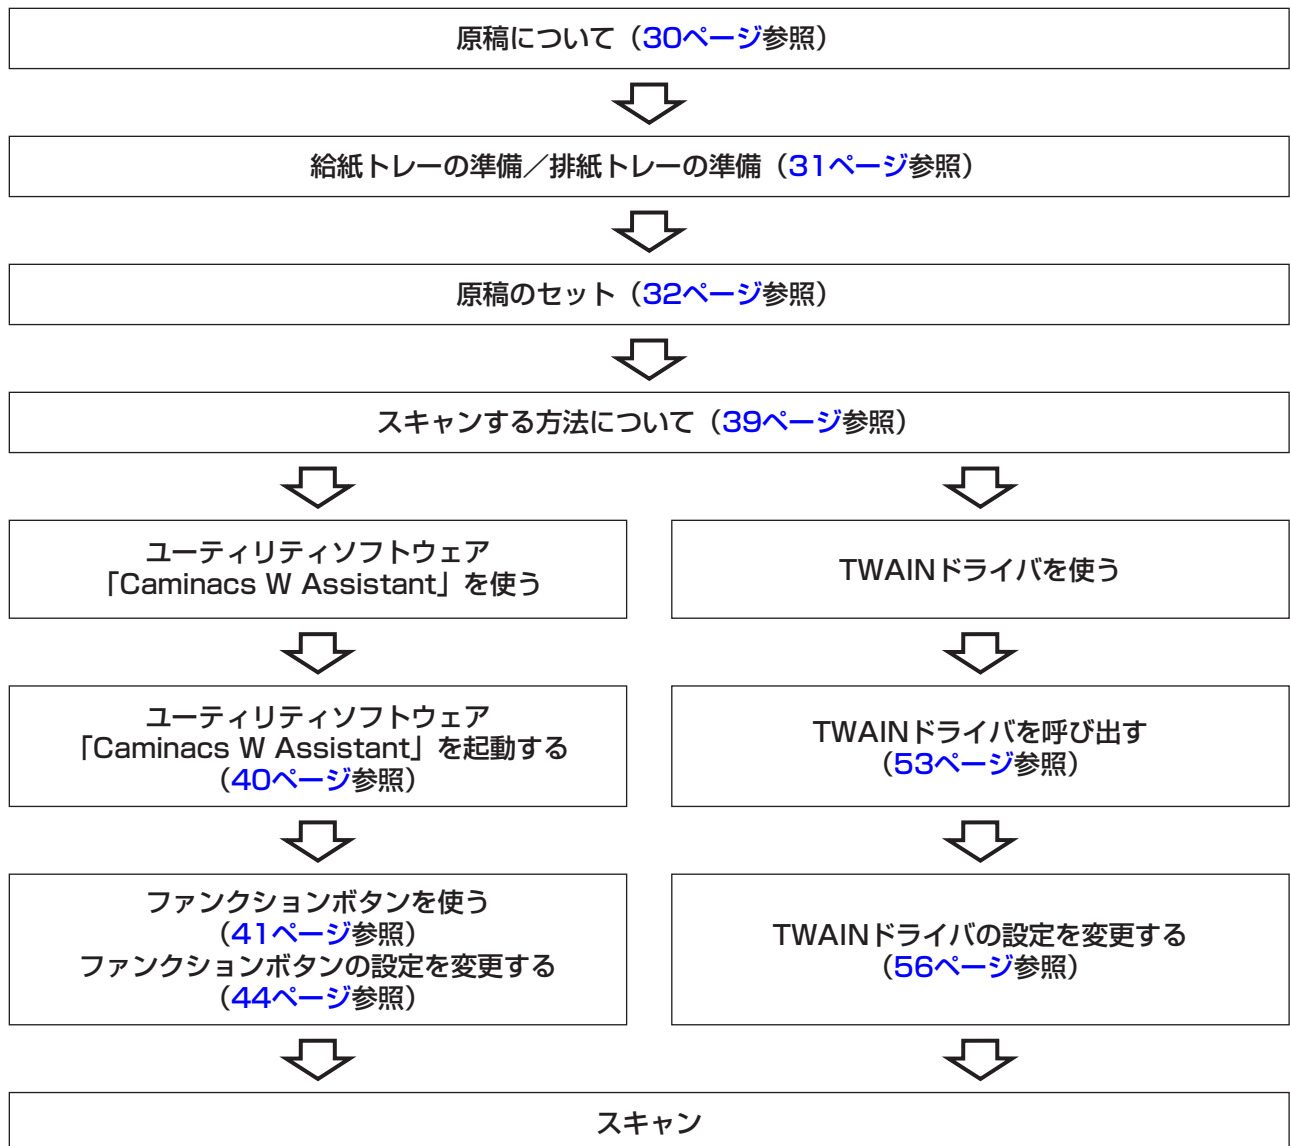 原稿について（30ページ参照）
給紙トレーの準備／排紙トレーの準備（31ページ参照）
原稿のセット（32ページ参照）
スキャンする方法について（39ページ参照）
ユーティリティソフトウェア
「Caminacs W Assistant」を使う
TWAINドライバを使う
ユーティリティソフトウェア
「Caminacs W Assistant」を起動する
（40ページ参照）
TWAINドライバを呼び出す
（53ページ参照）
ファンクションボタンを使う
（41ページ参照）
ファンクションボタンの設定を変更する
（44ページ参照）
TWAINドライバの設定を変更する
（56ページ参照）
スキャン